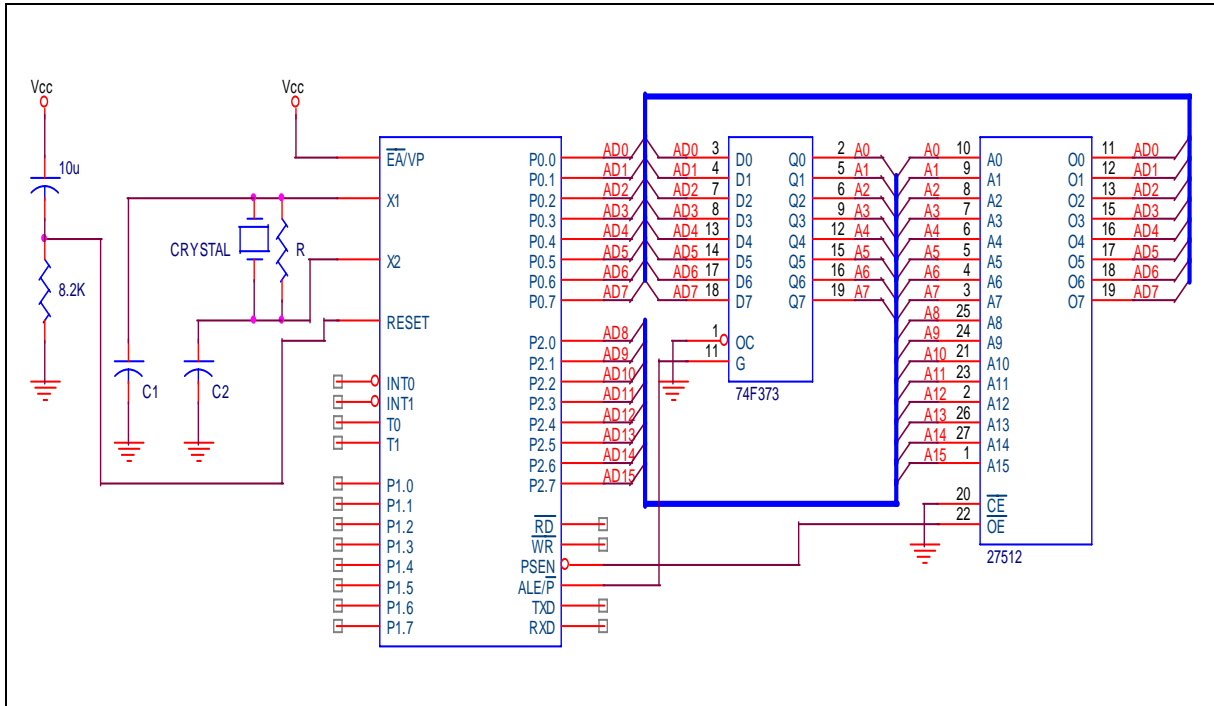 Vcc
10u
8.2K
Vcc
CRYSTAL
R
C1
C2
EA/VP
X1
X2
RESET
INT0
INT1
T0
T1
P1.0
P1.1
P1.2
P1.3
P1.4
P1.5
P1.6
P1.7
P0.0 AD0
P0.1 AD1
P0.2 AD2
P0.3 AD3
P0.4 AD4
P0.5 AD5
P0.6 AD6
P0.7 AD7
P2.0 AD8
P2.1 AD9
P2.2 AD10
P2.3 AD11
P2.4 AD12
P2.5 AD13
P2.6 AD14
P2.7 AD15
RD
WR
PSEN
ALE/P
TXD
RXD
AD0 3 D0 Q0 2 A0
AD1 4 D1 Q1 5 A1
AD2 7 D2 Q2 6 A2
AD3 8 D3 Q3 9 A3
AD4 13 D4 Q4 12 A4
AD5 14 D5 Q5 15 A5
AD6 17 D6 Q6 16 A6
AD7 18 D7 Q7 19 A7
1 OC
11 G
74F373
A0 10 A0 O0 11 AD0
A1 9 A1 O1 12 AD1
A2 8 A2 O2 13 AD2
A3 7 A3 O3 15 AD3
A4 6 A4 O4 16 AD4
A5 5 A5 O5 17 AD5
A6 4 A6 O6 18 AD6
A7 3 A7 O7 19 AD7
A8 25 A8
A9 24 A9
A10 21 A10
A11 23 A11
A12 2 A12
A13 26 A13
A14 27 A14
A15 1 A15
20 CE
22 OE
27512